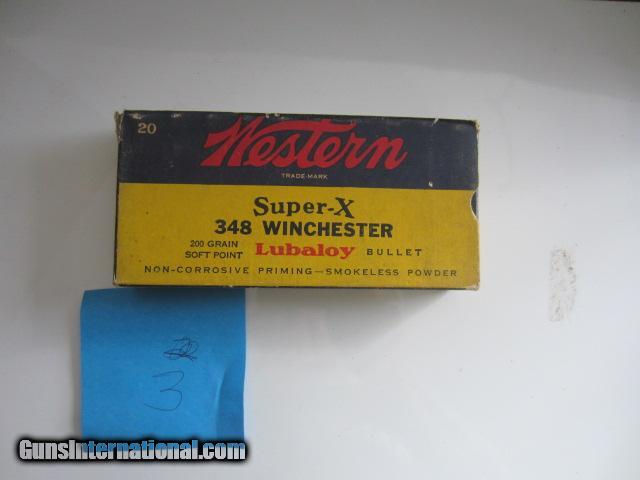 20
Western
TRADE-MARK
Super-X
348 WINCHESTER
200 GRAIN
SOFT POINT Lubaloy BULLET
NON-CORROSIVE PRIMING—SMOKELESS POWDER
3
GunsInternational.com